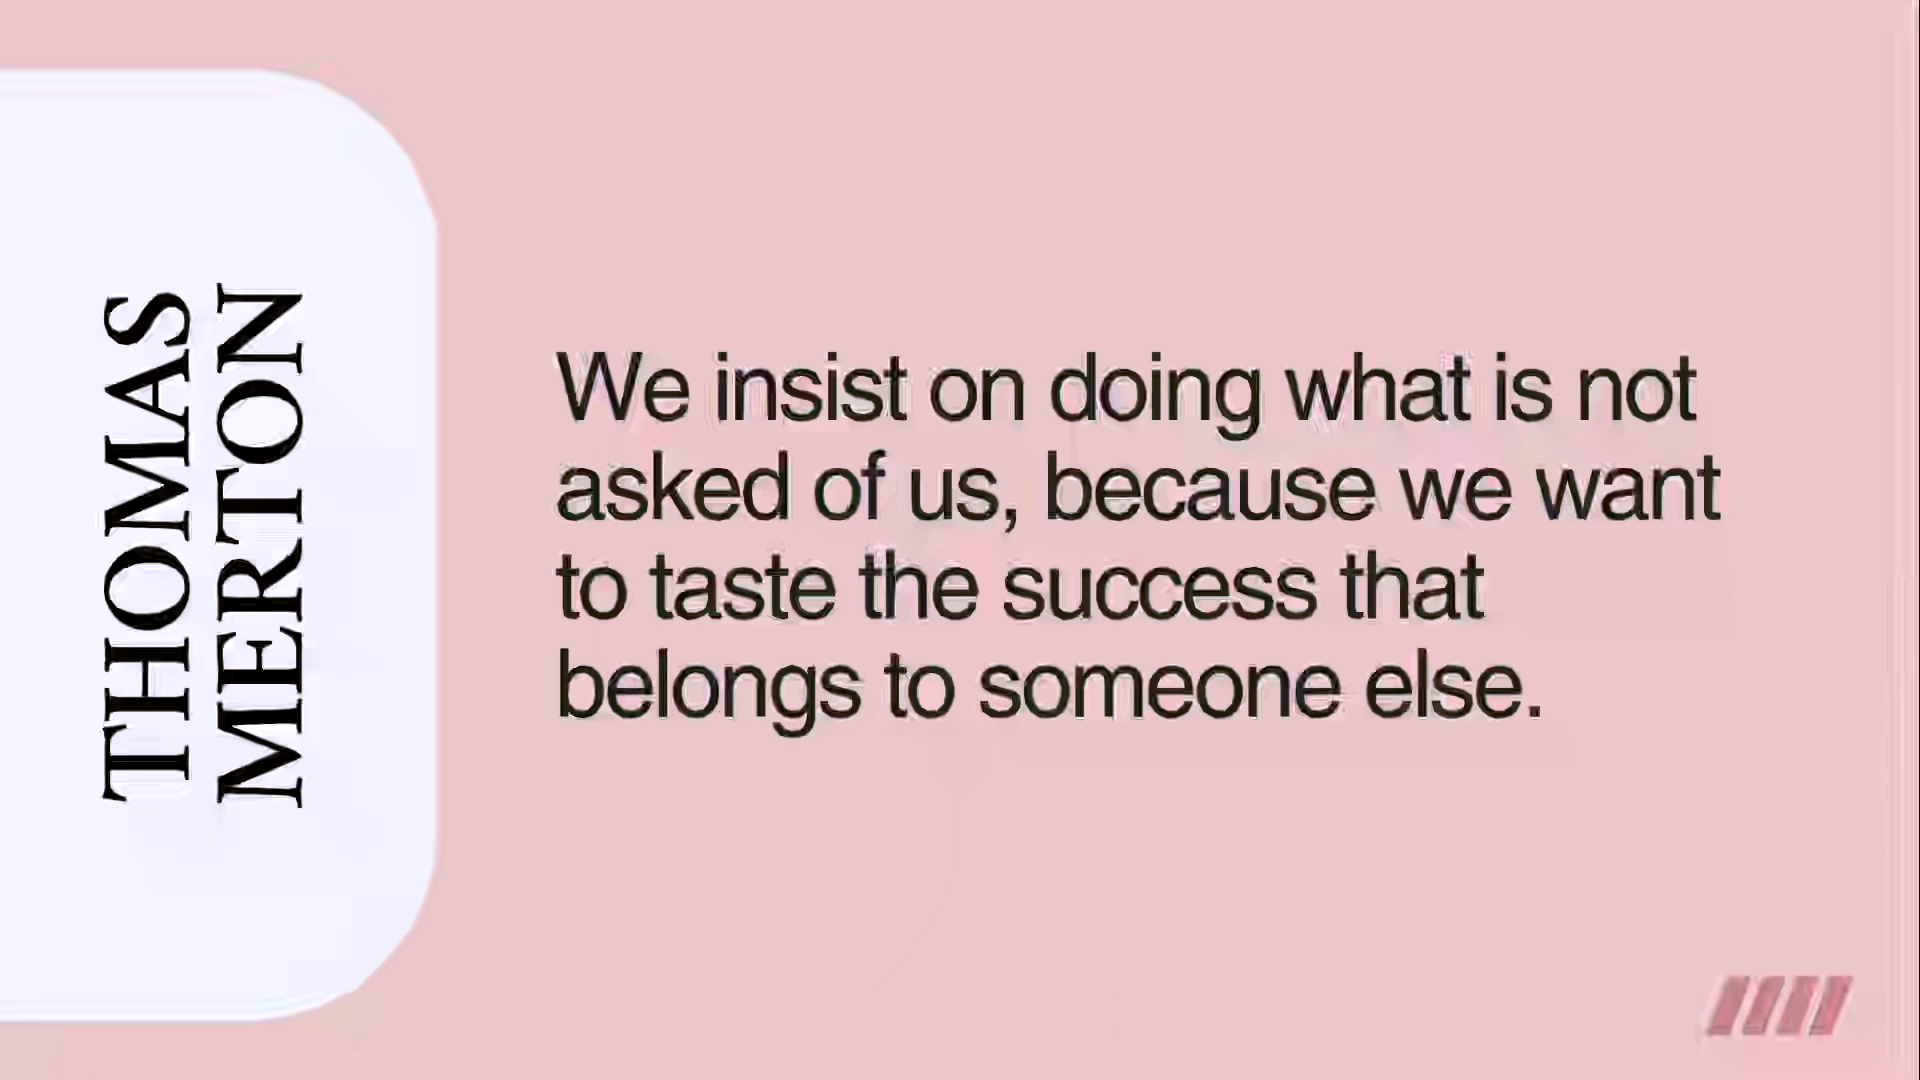 THOMAS
MERTON
We insist on doing what is not
asked of us, because we want
to taste the success that
belongs to someone else.